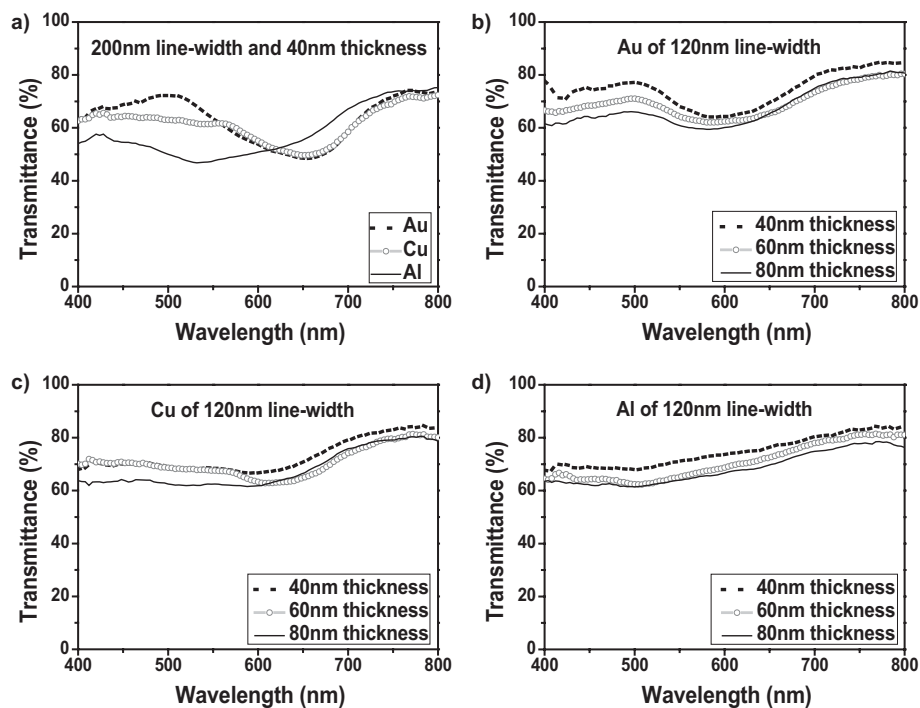 a)
200nm line-width and 40nm thickness
Transmittance (%)
100
80
60
40
20
0
400 500 600 700 800
Wavelength (nm)
Au
Cu
Al
b)
Au of 120nm line-width
Transmittance (%)
100
80
60
40
20
0
400 500 600 700 800
Wavelength (nm)
40nm thickness
60nm thickness
80nm thickness
c)
Cu of 120nm line-width
Transmittance (%)
100
80
60
40
20
0
400 500 600 700 800
Wavelength (nm)
40nm thickness
60nm thickness
80nm thickness
d)
Al of 120nm line-width
Transmittance (%)
100
80
60
40
20
0
400 500 600 700 800
Wavelength (nm)
40nm thickness
60nm thickness
80nm thickness